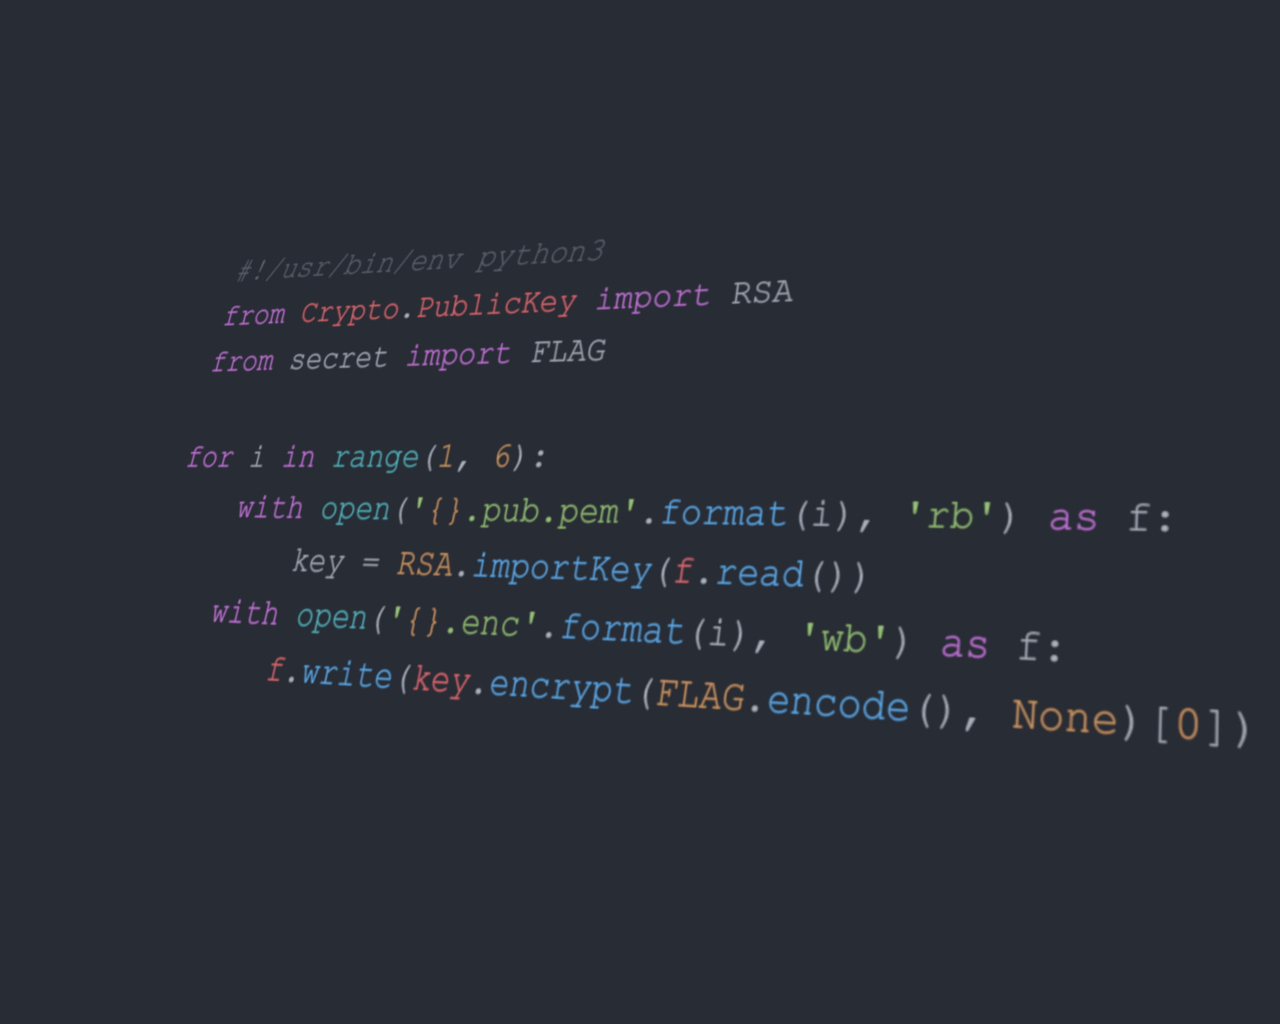 #!/usr/bin/env python3
from Crypto.PublicKey import RSA
from secret import FLAG
for i in range(1, 6):
with open('{}.pub.pem'.format(i), 'rb') as f:
key = RSA.importKey(f.read())
with open('{}.enc'.format(i), 'wb') as f:
f.write(key.encrypt(FLAG.encode(), None)[0])